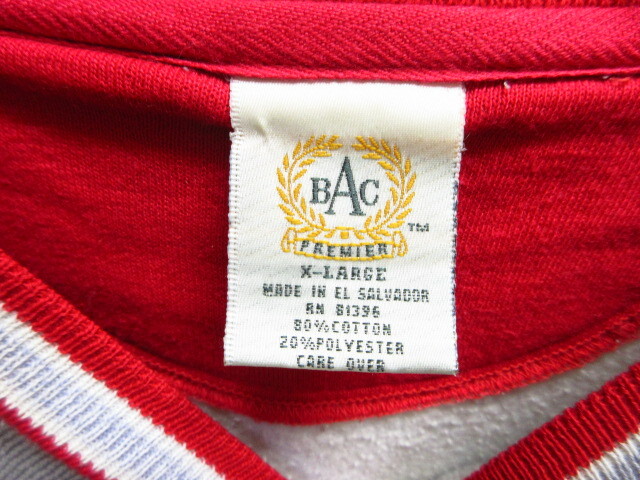 BAC
TM
PREMIER
X-LARGE
MADE IN EL SALVADOR
RN 81396
80%COTTON
20%POLYESTER
CARE OVER